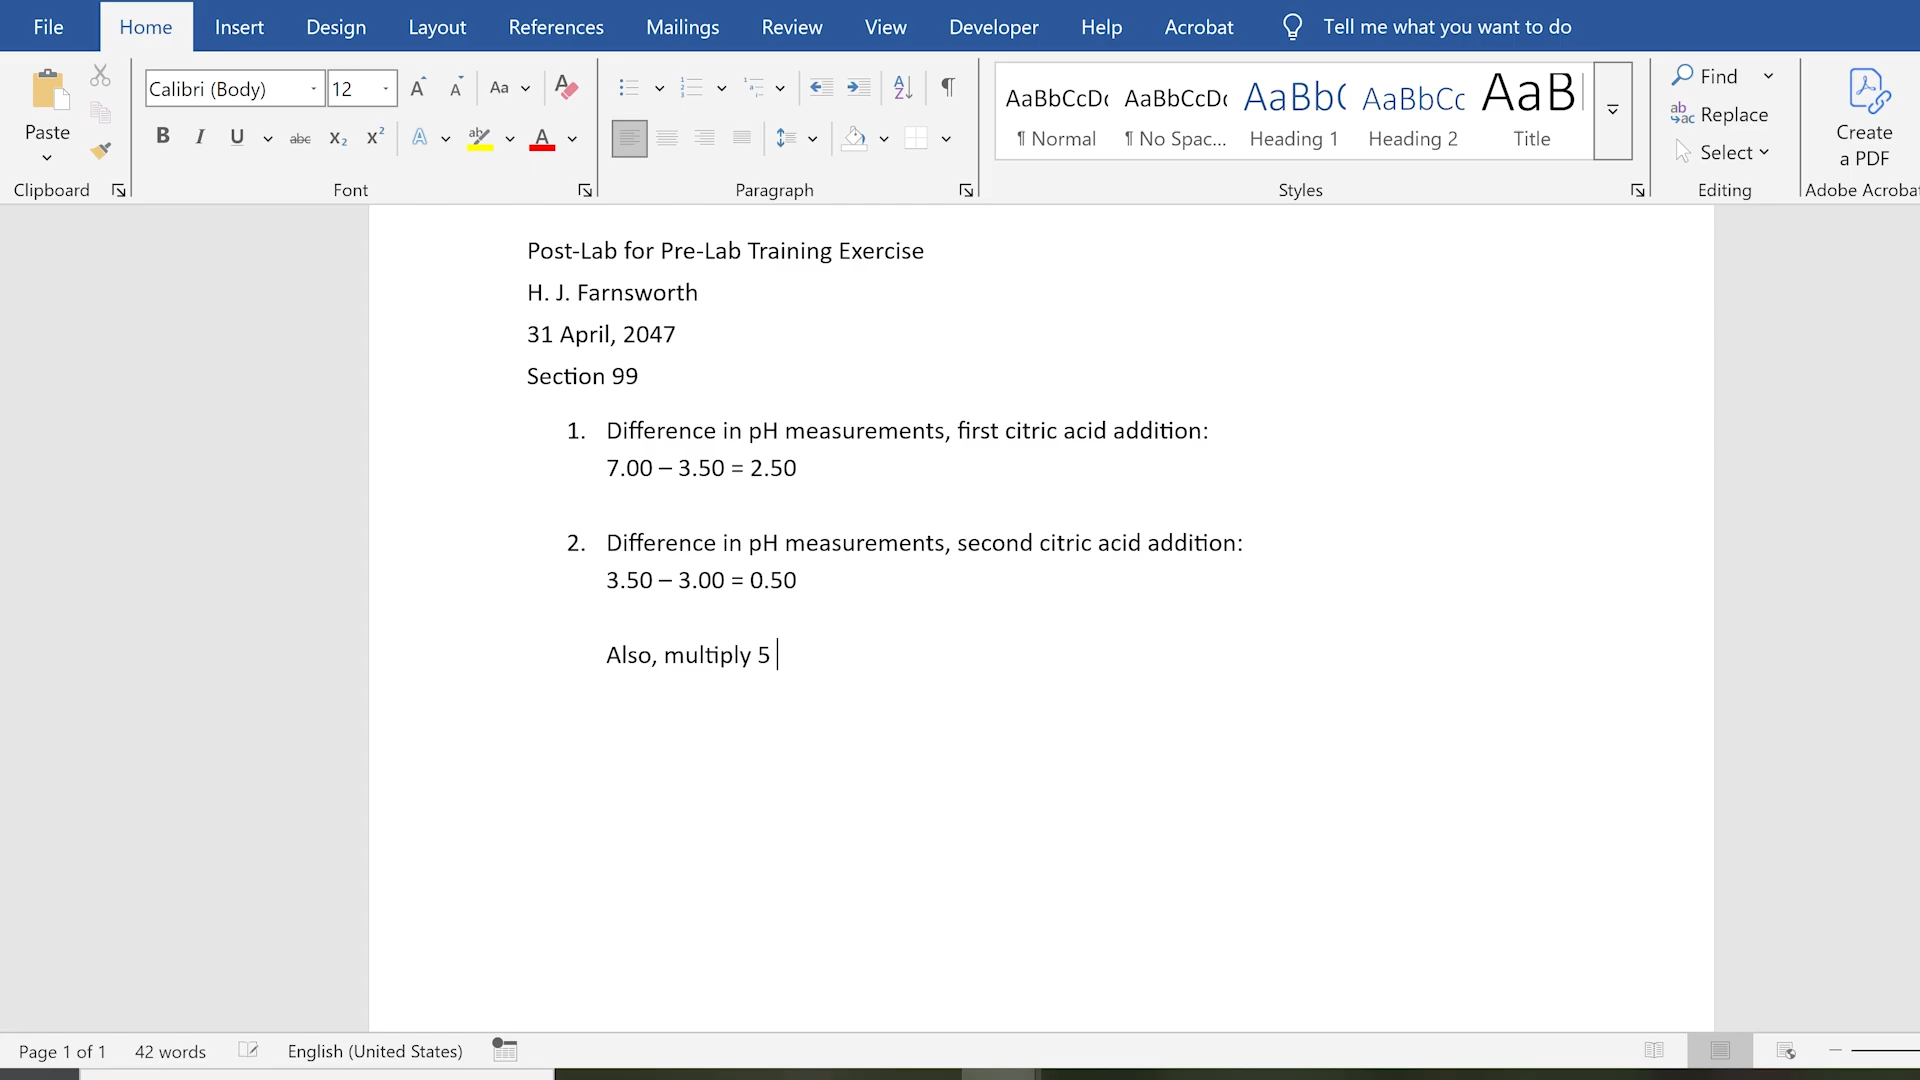 File Home Insert Design Layout References Mailings Review View Developer Help Acrobat Tell me what you want to do
Paste
Clipboard
Calibri (Body) 12
Font
Paragraph
AaBbCcDc AaBbCcDc AaBb( AaBbCc AaB
¶ Normal ¶ No Spac... Heading 1 Heading 2 Title
Styles
Find
Replace
Select
Editing
Create
a PDF
Adobe Acrobat
Post-Lab for Pre-Lab Training Exercise
H. J. Farnsworth
31 April, 2047
Section 99
1. Difference in pH measurements, first citric acid addition:
7.00 – 3.50 = 2.50
2. Difference in pH measurements, second citric acid addition:
3.50 – 3.00 = 0.50
Also, multiply 5
Page 1 of 1 42 words English (United States)